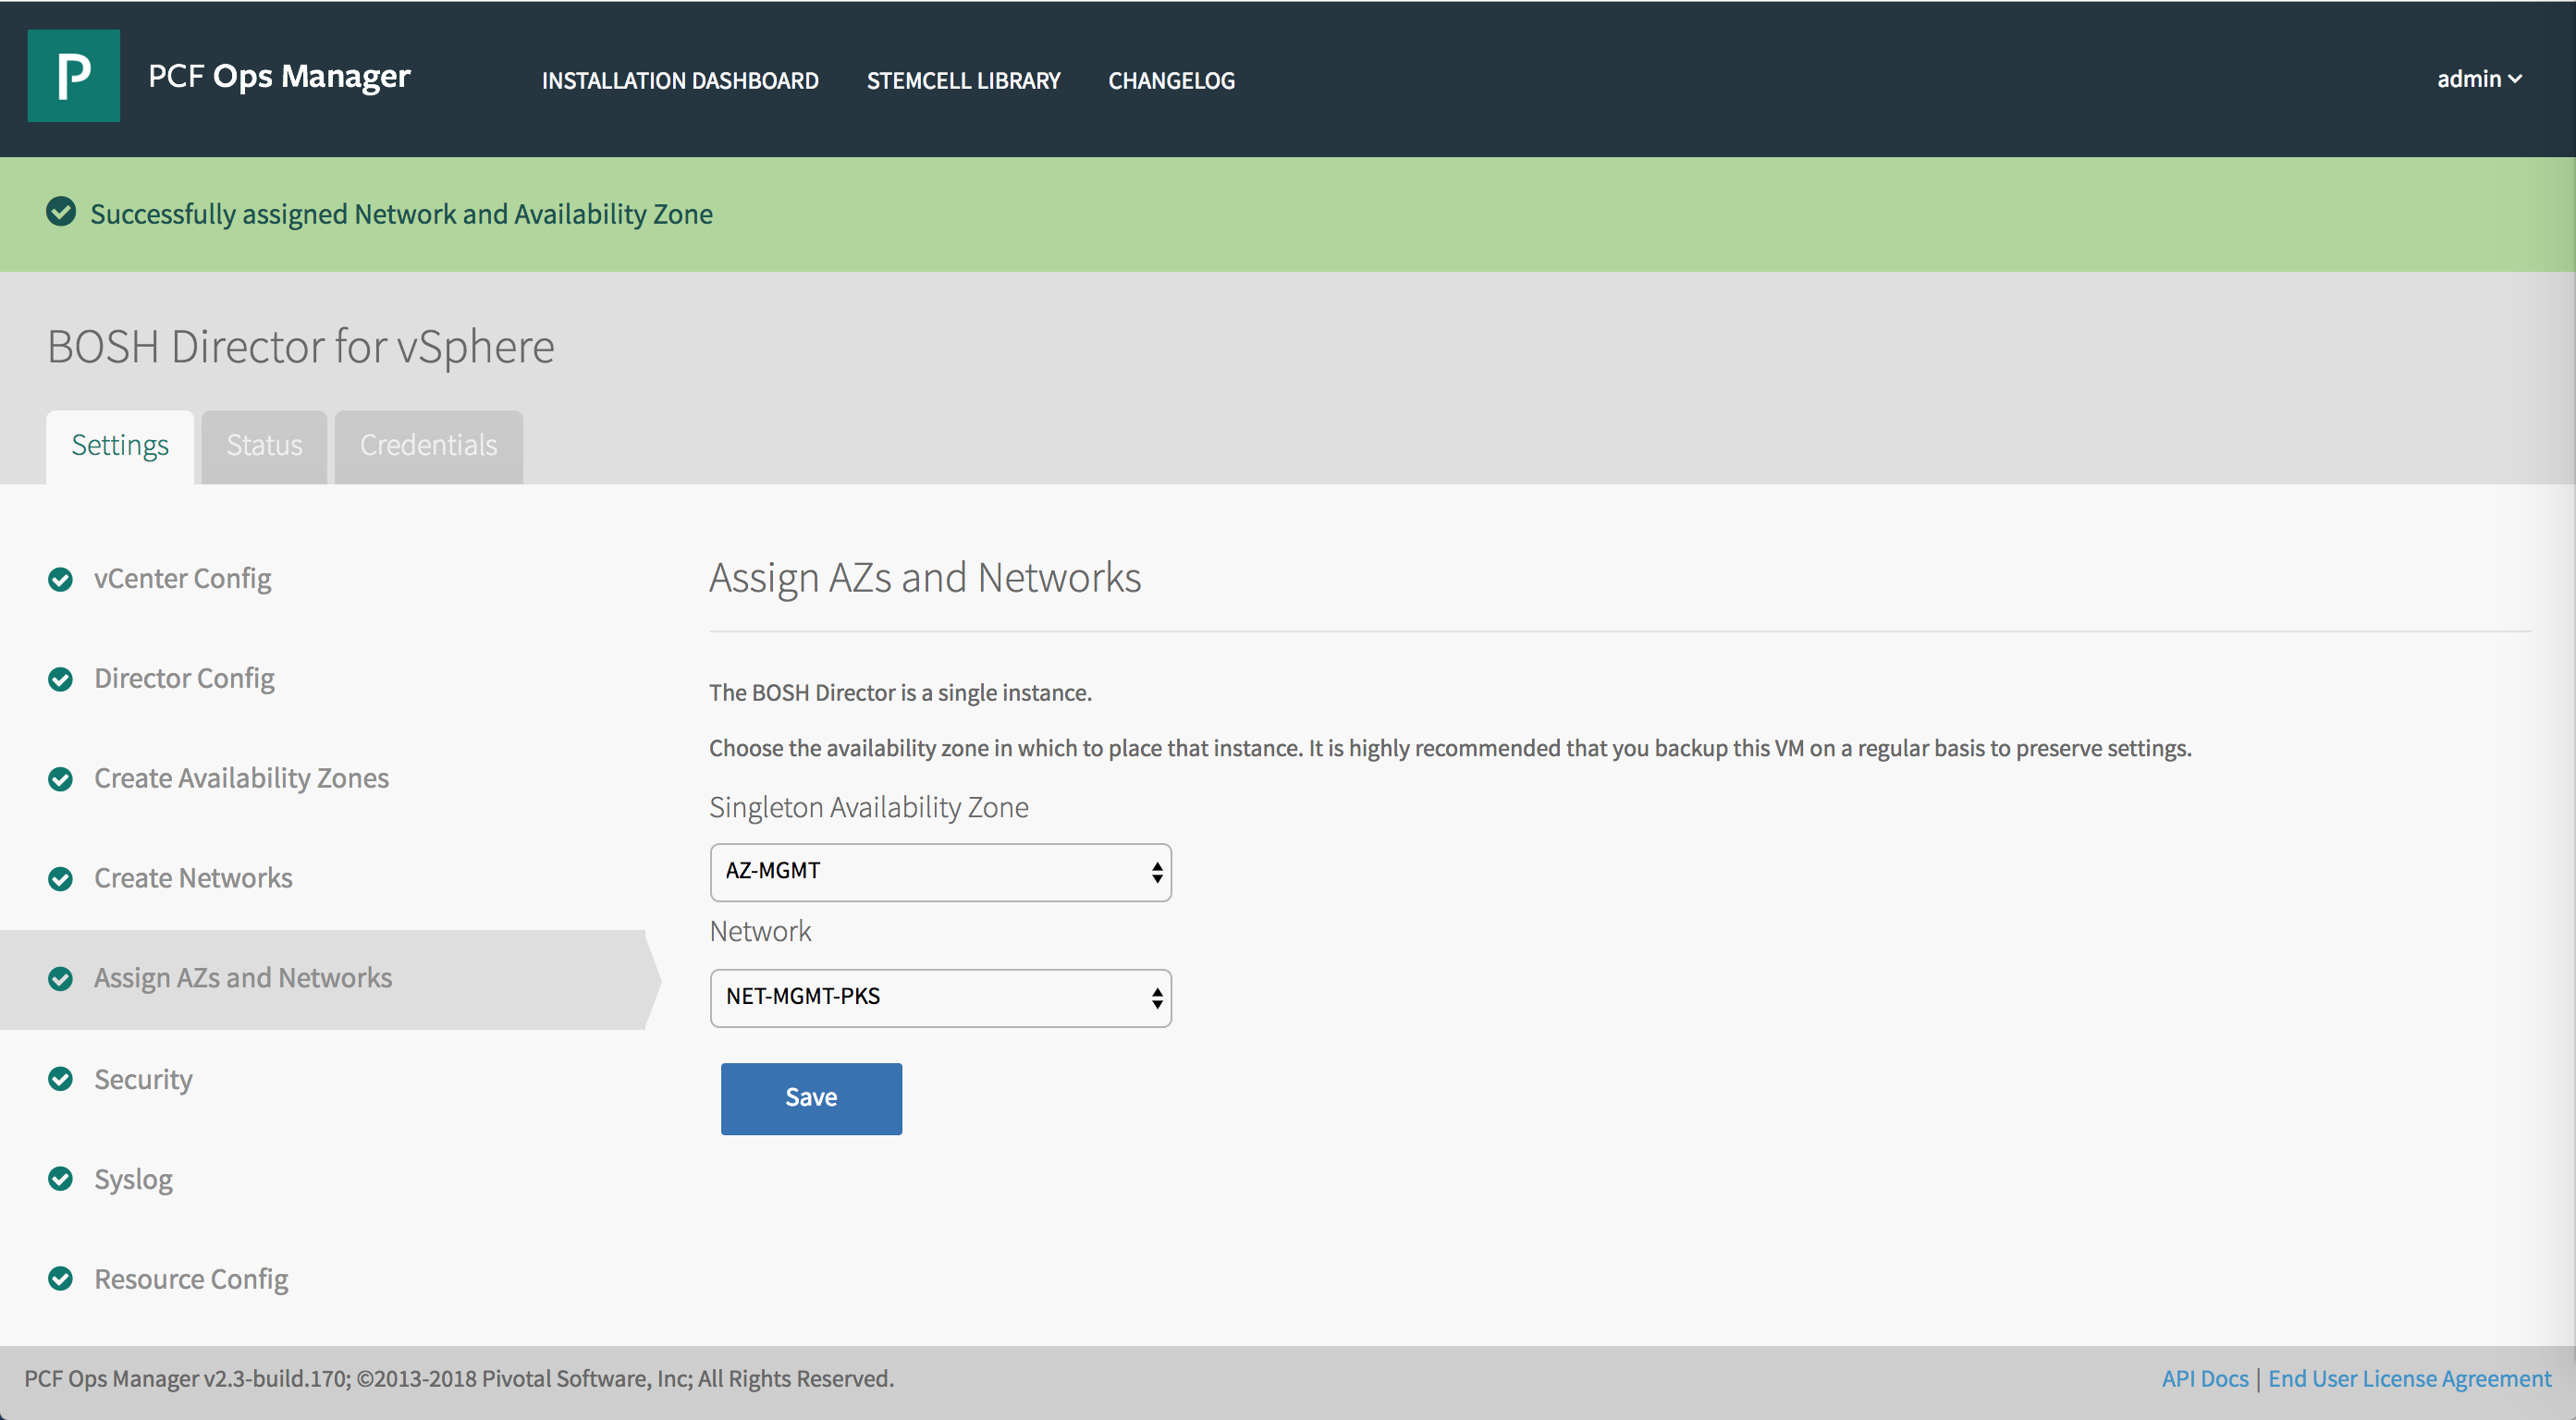 P
PCF Ops Manager
INSTALLATION DASHBOARD
STEMCELL LIBRARY
CHANGELOG
admin
Successfully assigned Network and Availability Zone
BOSH Director for vSphere
Settings
Status
Credentials
vCenter Config
Director Config
Create Availability Zones
Create Networks
Assign AZs and Networks
Security
Syslog
Resource Config
Assign AZs and Networks
The BOSH Director is a single instance.
Choose the availability zone in which to place that instance. It is highly recommended that you backup this VM on a regular basis to preserve settings.
Singleton Availability Zone
AZ-MGMT
Network
NET-MGMT-PKS
Save
PCF Ops Manager v2.3-build.170; ©2013-2018 Pivotal Software, Inc; All Rights Reserved.
API Docs | End User License Agreement